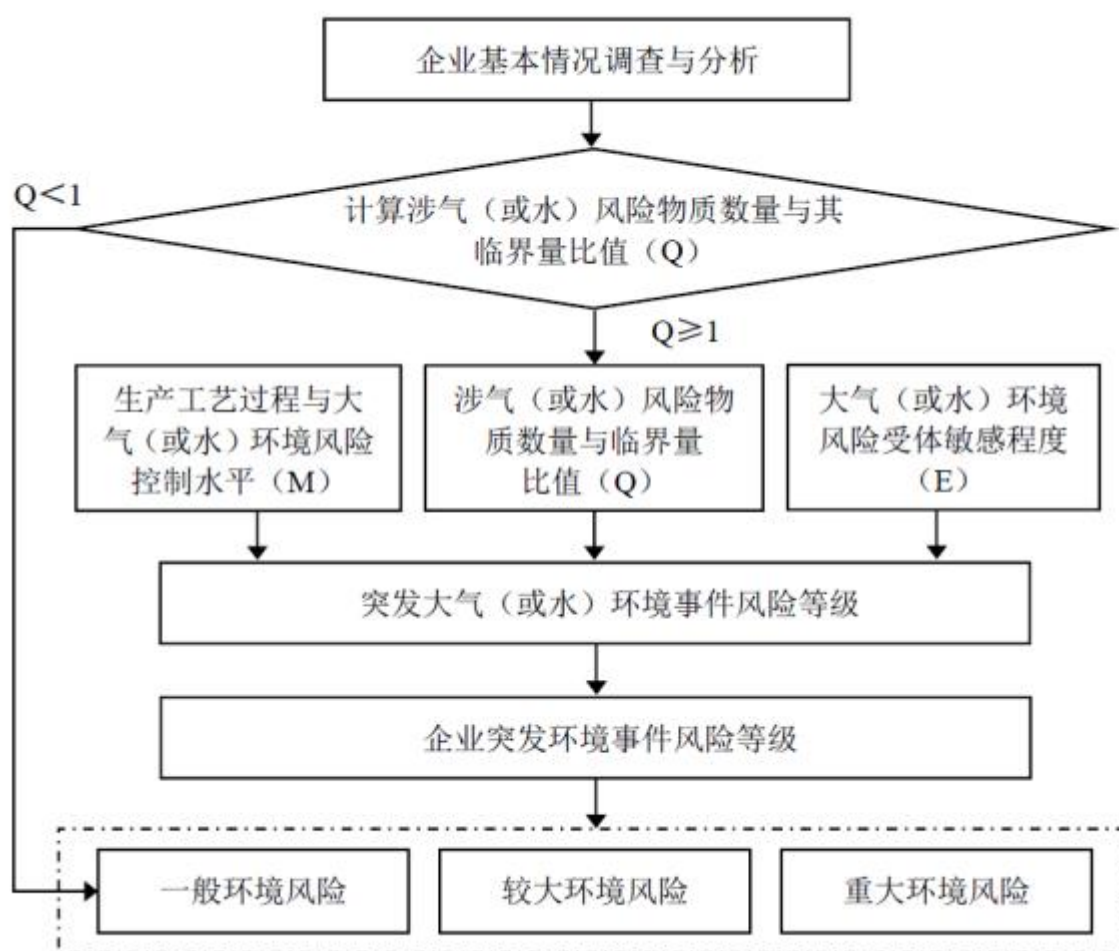 企业基本情况调查与分析
Q＜1
计算涉气（或水）风险物质数量与其
临界量比值（Q）
Q≥1
生产工艺过程与大
气（或水）环境风险
控制水平（M）
涉气（或水）风险物
质数量与临界量
比值（Q）
大气（或水）环境
风险受体敏感程度
（E）
突发大气（或水）环境事件风险等级
企业突发环境事件风险等级
一般环境风险
较大环境风险
重大环境风险